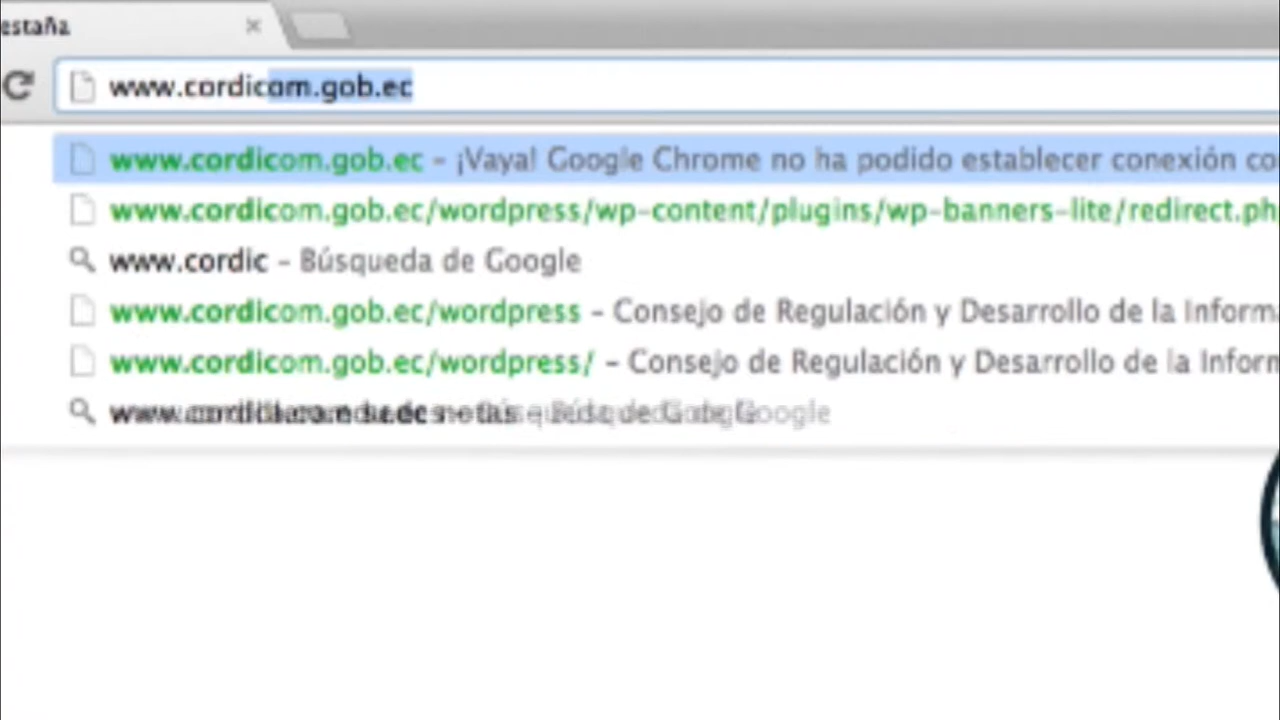 estaña
www.cordicom.gob.ec
www.cordicom.gob.ec - ¡Vaya! Google Chrome no ha podido establecer conexión co
www.cordicom.gob.ec/wordpress/wp-content/plugins/wp-banners-lite/redirect.ph
www.cordic - Búsqueda de Google
www.cordicom.gob.ec/wordpress - Consejo de Regulación y Desarrollo de la Inform
www.cordicom.gob.ec/wordpress/ - Consejo de Regulación y Desarrollo de la Inform